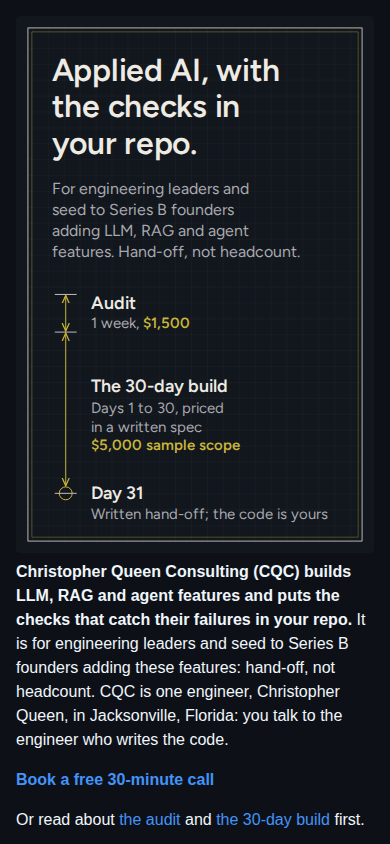 Applied AI, with
the checks in
your repo.
For engineering leaders and
seed to Series B founders
adding LLM, RAG and agent
features. Hand-off, not headcount.
Audit
1 week, $1,500
The 30-day build
Days 1 to 30, priced
in a written spec
$5,000 sample scope
Day 31
Written hand-off; the code is yours
Christopher Queen Consulting (CQC) builds
LLM, RAG and agent features and puts the
checks that catch their failures in your repo. It
is for engineering leaders and seed to Series B
founders adding these features: hand-off, not
headcount. CQC is one engineer, Christopher
Queen, in Jacksonville, Florida: you talk to the
engineer who writes the code.
Book a free 30-minute call
Or read about the audit and the 30-day build first.